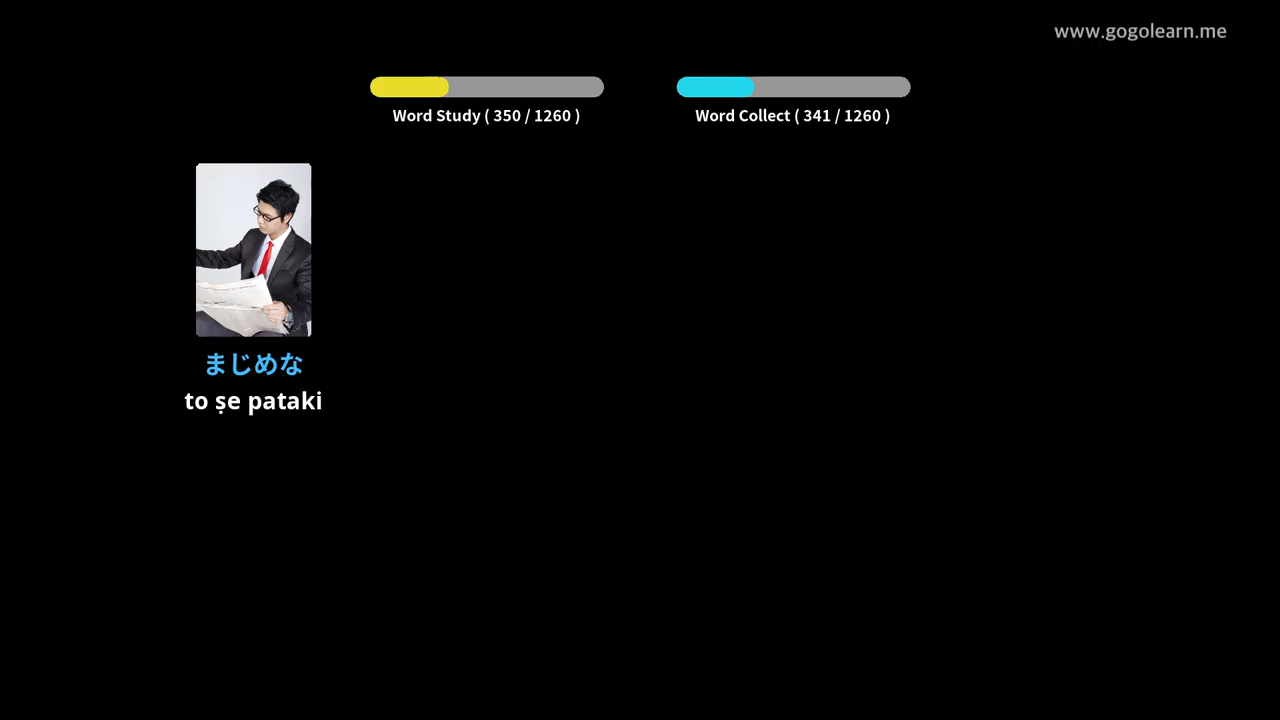 www.gogolearn.me
Word Study ( 350 / 1260 )
Word Collect ( 341 / 1260 )
まじめな
to ṣe pataki